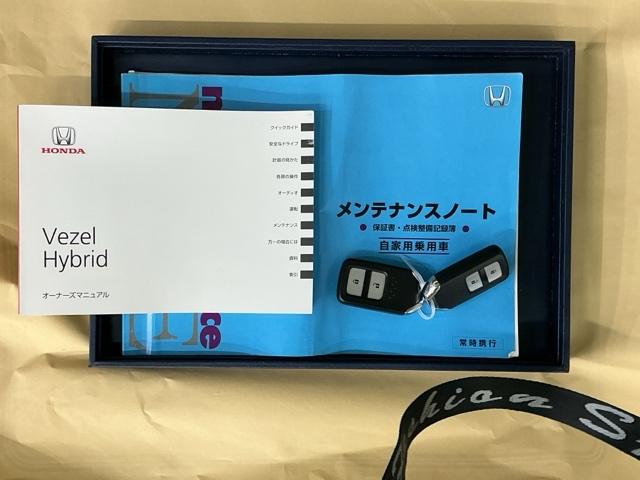 HONDA
Vezel
Hybrid
オーナーズマニュアル
クイックガイド
安全なドライブ
計器の見かた
各部の操作
オーディオ
運転
メンテナンス
万一の場合には
資料
索引
メンテナンスノート
● 保証書・点検整備記録簿 ●
自家用乗用車
常時携行